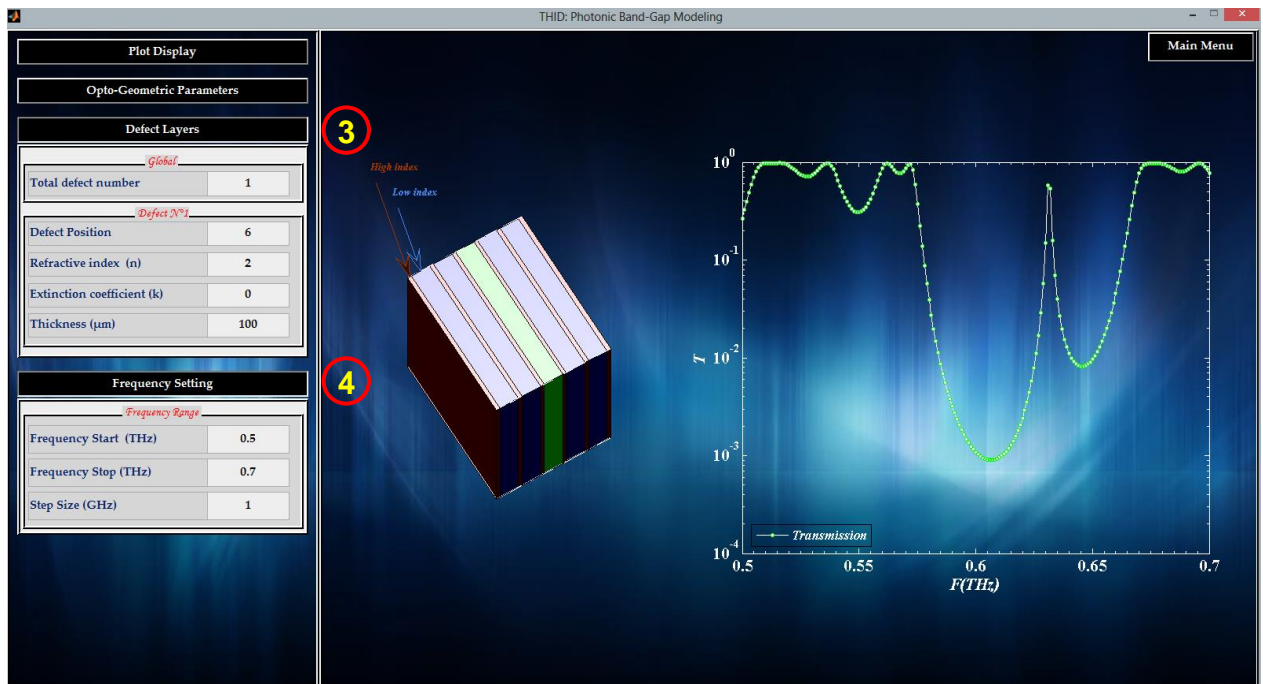 THID: Photonic Band-Gap Modeling
Plot Display
Main Menu
Opto-Geometric Parameters
Defect Layers
3
Global
Total defect number 1
Defect N°1
Defect Position 6
Refractive index (n) 2
Extinction coefficient (k) 0
Thickness (μm) 100
Frequency Setting
4
Frequency Range
Frequency Start (THz) 0.5
Frequency Stop (THz) 0.7
Step Size (GHz) 1
High index
Low index
10^0
10^-1
10^-2
10^-3
10^-4
T
Transmission
0.5 0.55 0.6 0.65 0.7
F(THz)